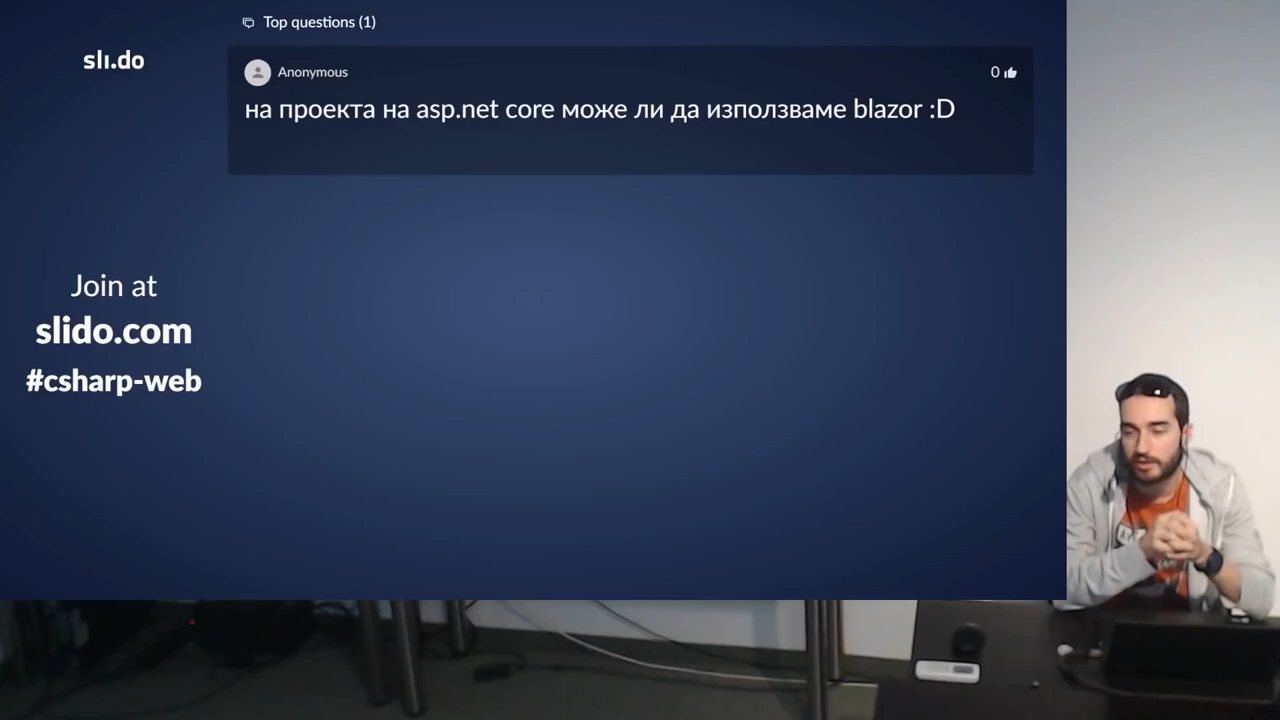 Top questions (1)
sli.do
Anonymous
0
на проекта на asp.net core може ли да използваме blazor :D
Join at
slido.com
#csharp-web